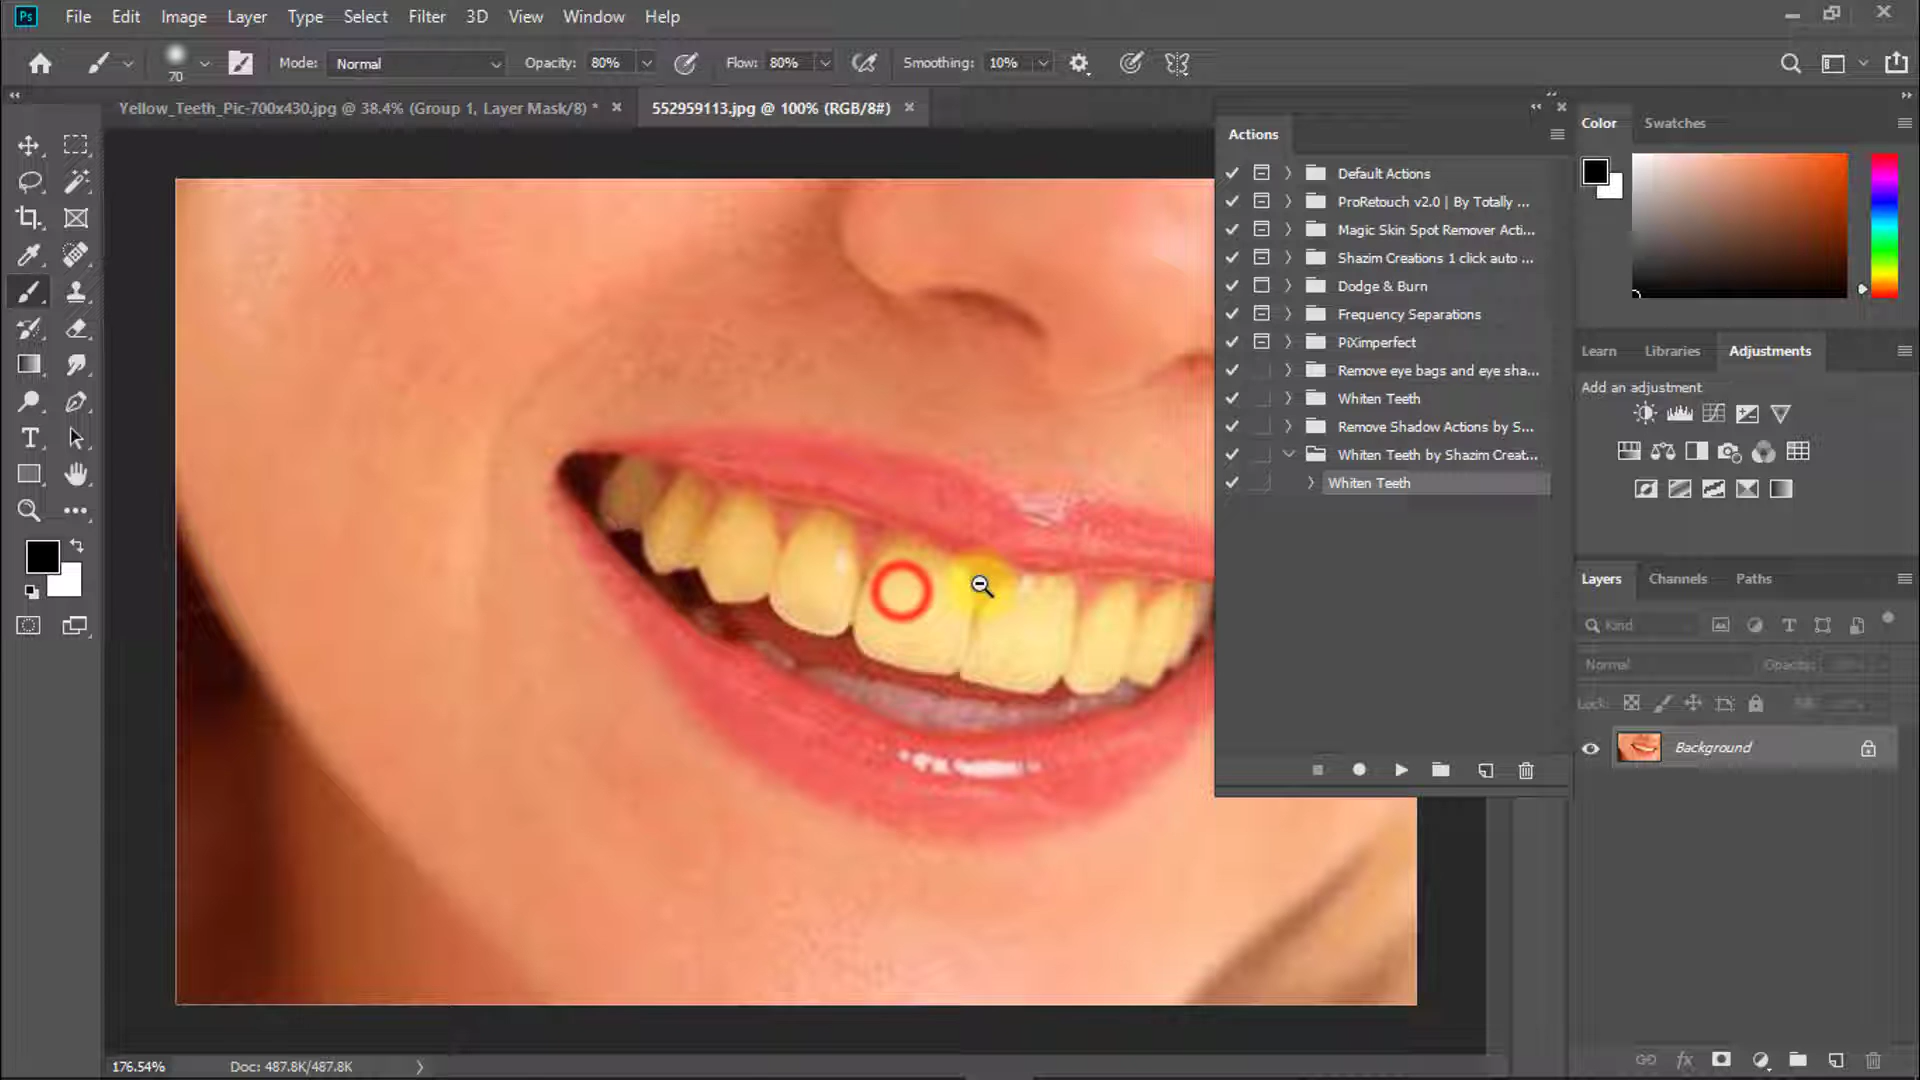 Ps File Edit Image Layer Type Select Filter 3D View Window Help
70 Mode: Normal Opacity: 80% Flow: 80% Smoothing: 10%
Yellow_Teeth_Pic-700x430.jpg @ 38.4% (Group 1, Layer Mask/8) *
552959113.jpg @ 100% (RGB/8#)
Actions
Default Actions
ProRetouch v2.0 | By Totally ...
Magic Skin Spot Remover Acti...
Shazim Creations 1 click auto ...
Dodge & Burn
Frequency Separations
PiXimperfect
Remove eye bags and eye sha...
Whiten Teeth
Remove Shadow Actions by S...
Whiten Teeth by Shazim Creat...
Whiten Teeth
Color Swatches
Learn Libraries Adjustments
Add an adjustment
Layers Channels Paths
Kind
Normal Opacity:
Lock:
Background
fx
176.54% Doc: 487.8K/487.8K